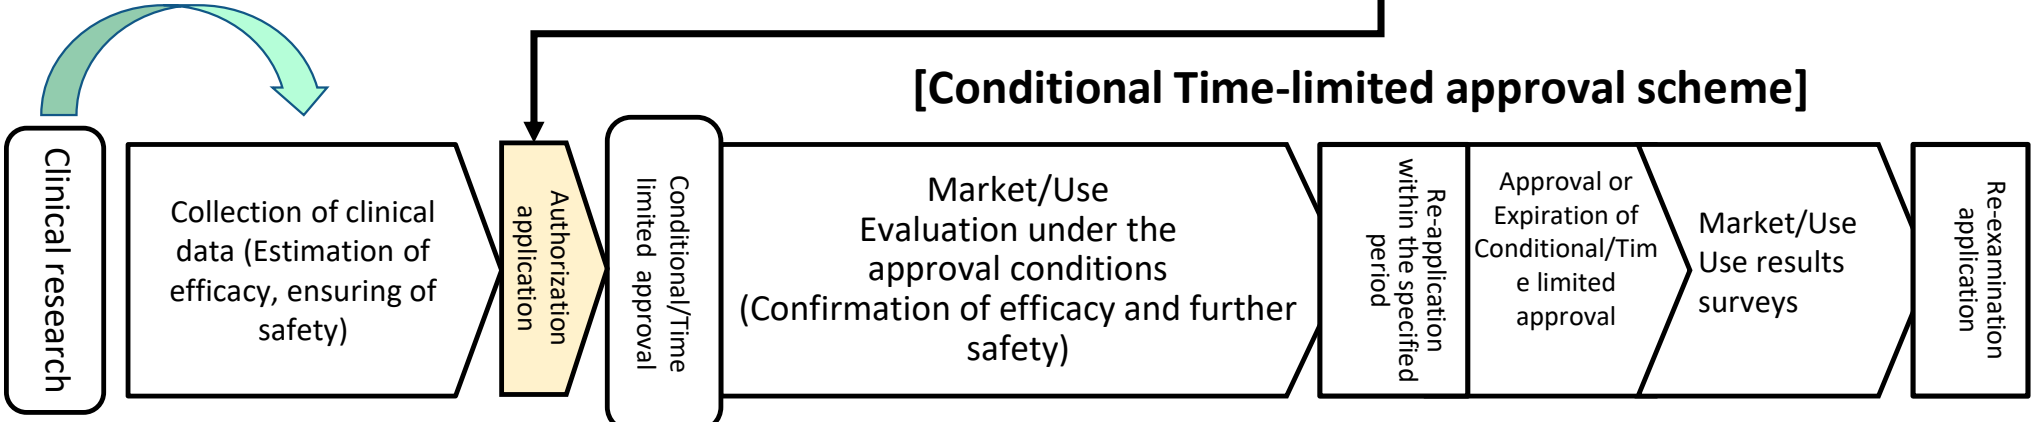 [Conditional Time-limited approval scheme]
Clinical research
Collection of clinical
data (Estimation of
efficacy, ensuring of
safety)
Authorization
application
Conditional/Time
limited approval
Market/Use
Evaluation under the
approval conditions
(Confirmation of efficacy and further
safety)
Re-application
within the specified
period
Approval or
Expiration of
Conditional/Tim
e limited
approval
Market/Use
Use results
surveys
Re-examination
application